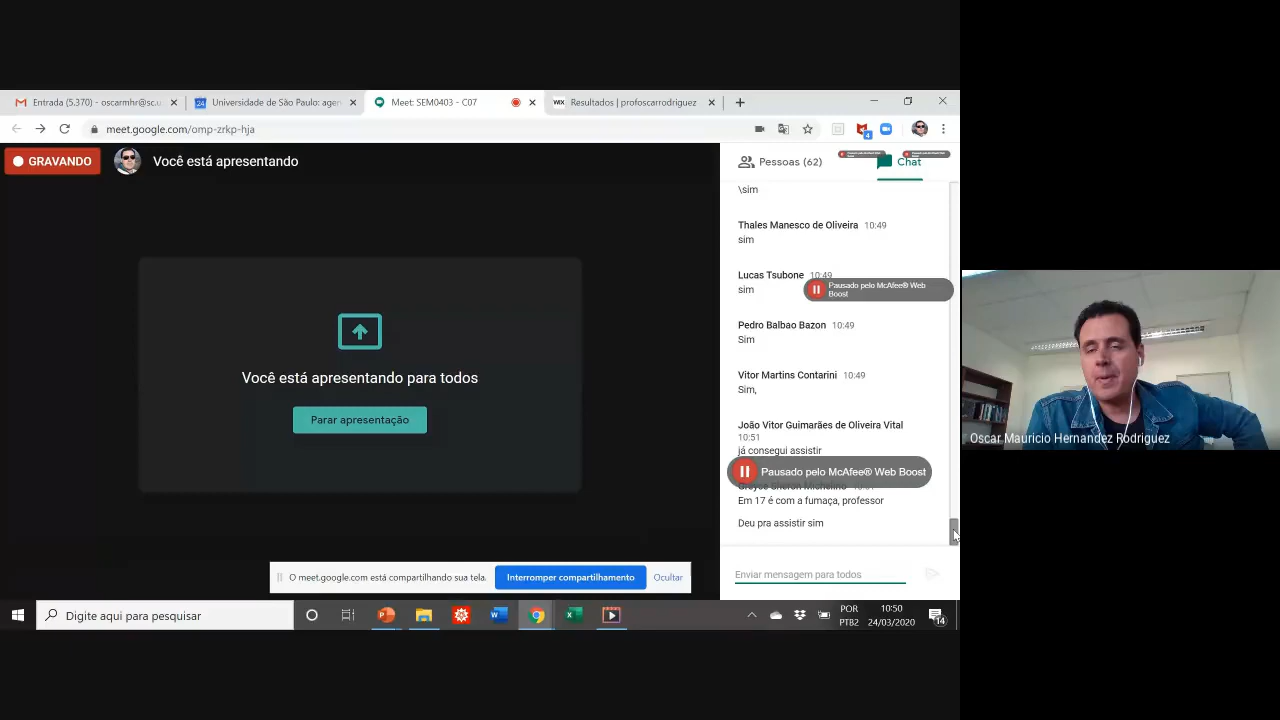 Entrada (5.370) - oscarmhr@sc.u
Universidade de São Paulo: agen
Meet: SEM0403 - C07
WIX
Resultados | profoscarrodriguez
meet.google.com/omp-zrkp-hja
4
GRAVANDO
Você está apresentando
Pessoas (62)
Chat
\sim
Thales Manesco de Oliveira 10:49
sim
Lucas Tsubone 10:49
sim
Pausado pelo McAfee® Web
Boost
Pedro Balbao Bazon 10:49
Sim
Vitor Martins Contarini 10:49
Sim,
João Vitor Guimarães de Oliveira Vital
10:51
já consegui assistir
Pausado pelo McAfee® Web Boost
Em 17 é com a fumaça, professor
Deu pra assistir sim
Enviar mensagem para todos
Você está apresentando para todos
Parar apresentação
O meet.google.com está compartilhando sua tela.
Interromper compartilhamento
Ocultar
Oscar Mauricio Hernandez Rodriguez
Digite aqui para pesquisar
POR
PTB2
10:50
24/03/2020
14